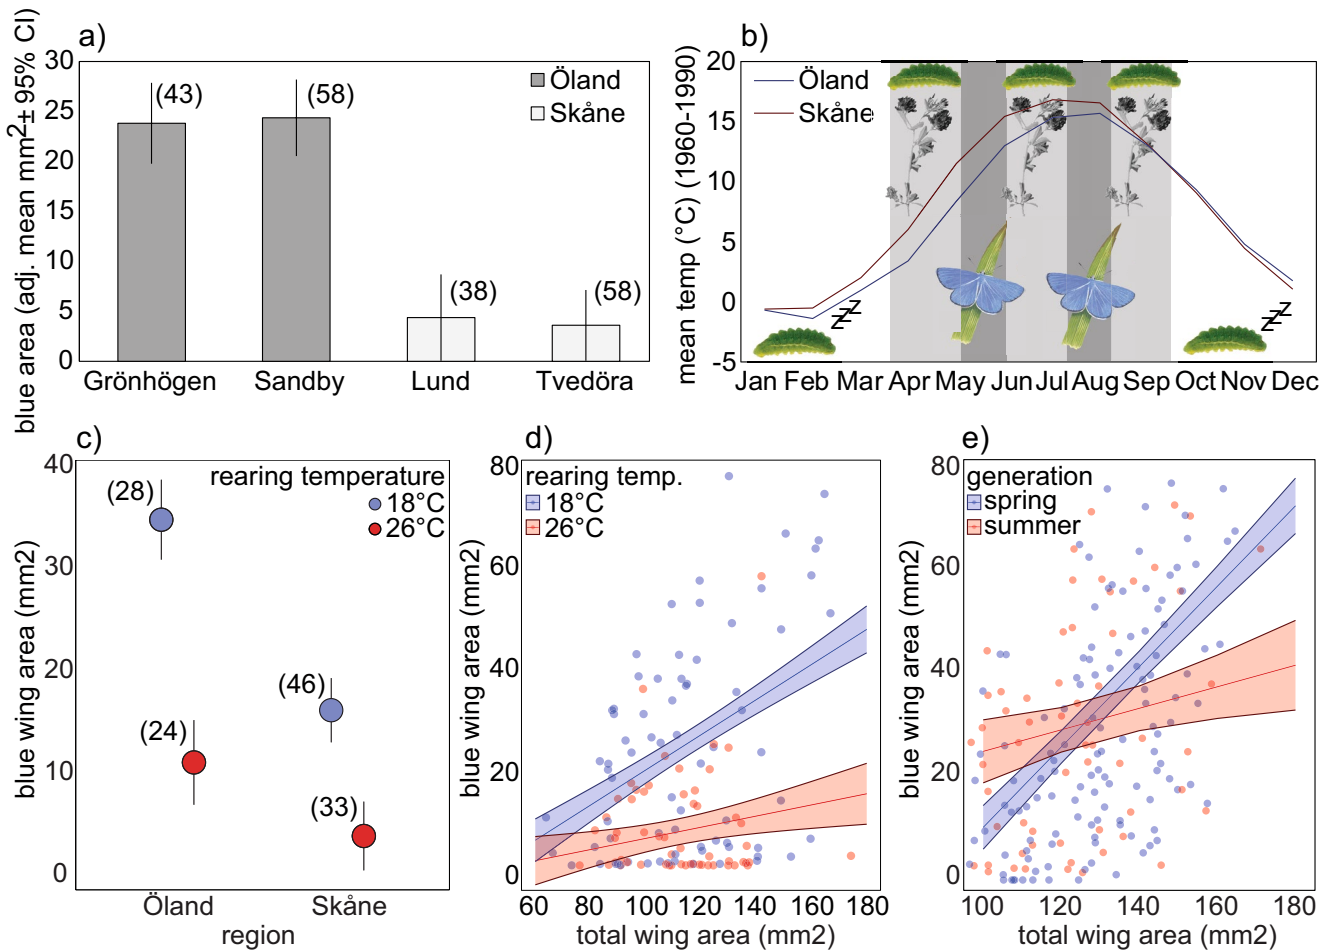 a)
blue area (adj. mean mm²± 95% CI)
30
25
20
15
10
5
0
(43)
(58)
(38)
(58)
Öland
Skåne
Grönhögen Sandby Lund Tvedöra
b)
mean temp (°C) (1960-1990)
20
15
10
5
0
-5
Öland
Skåne
zzz
zzz
Jan Feb Mar Apr May Jun Jul Aug Sep Oct Nov Dec
c)
blue wing area (mm2)
40
30
20
10
0
rearing temperature
18°C
26°C
(28)
(24)
(46)
(33)
Öland Skåne
region
d)
blue wing area (mm2)
80
60
40
20
0
rearing temp.
18°C
26°C
60 80 100 120 140 160 180
total wing area (mm2)
e)
blue wing area (mm2)
80
60
40
20
0
generation
spring
summer
100 120 140 160 180
total wing area (mm2)